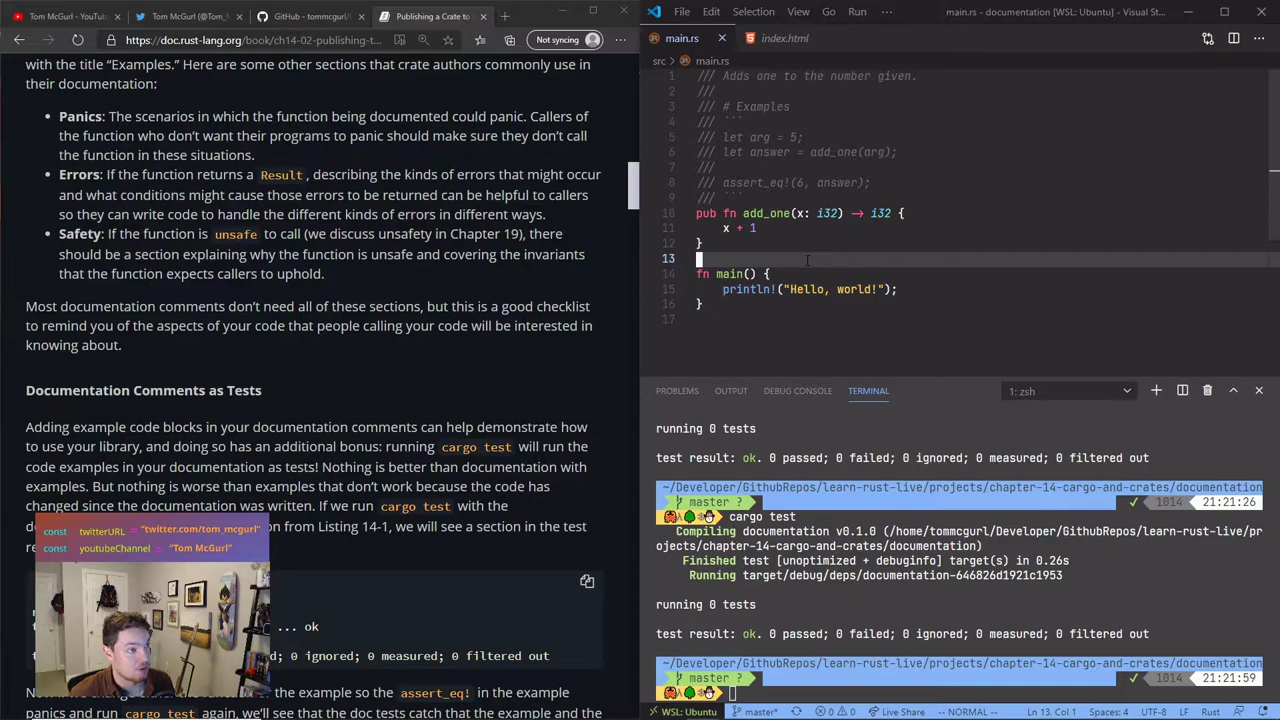 Tom McGurl - YouTub
Tom McGurl (@Tom_M
GitHub - tommcgurl/
Publishing a Crate to
https://doc.rust-lang.org/book/ch14-02-publishing-t...
Not syncing
with the title “Examples.” Here are some other sections that crate authors commonly use in
their documentation:
Panics: The scenarios in which the function being documented could panic. Callers of
the function who don’t want their programs to panic should make sure they don’t call
the function in these situations.
Errors: If the function returns a Result, describing the kinds of errors that might occur
and what conditions might cause those errors to be returned can be helpful to callers
so they can write code to handle the different kinds of errors in different ways.
Safety: If the function is unsafe to call (we discuss unsafety in Chapter 19), there
should be a section explaining why the function is unsafe and covering the invariants
that the function expects callers to uphold.
Most documentation comments don’t need all of these sections, but this is a good checklist
to remind you of the aspects of your code that people calling your code will be interested in
knowing about.
Documentation Comments as Tests
Adding example code blocks in your documentation comments can help demonstrate how
to use your library, and doing so has an additional bonus: running cargo test will run the
code examples in your documentation as tests! Nothing is better than documentation with
examples. But nothing is worse than examples that don’t work because the code has
changed since the documentation was written. If we run cargo test with the
on from Listing 14-1, we will see a section in the test
const twitterURL = "twitter.com/tom_mcgurl"
const youtubeChannel = "Tom McGurl"
... ok
d; 0 ignored; 0 measured; 0 filtered out
the example so the assert_eq! in the example
panics and run cargo test again, we’ll see that the doc tests catch that the example and the
File Edit Selection View Go Run ... main.rs - documentation [WSL: Ubuntu] - Visual St...
main.rs
index.html
src > main.rs
1 /// Adds one to the number given.
2 ///
3 /// # Examples
4 /// ```
5 /// let arg = 5;
6 /// let answer = add_one(arg);
7 ///
8 /// assert_eq!(6, answer);
9 /// ```
10 pub fn add_one(x: i32) → i32 {
11 x + 1
12 }
13
14 fn main() {
15 println!("Hello, world!");
16 }
17
PROBLEMS OUTPUT DEBUG CONSOLE TERMINAL 1: zsh
running 0 tests
test result: ok. 0 passed; 0 failed; 0 ignored; 0 measured; 0 filtered out
~/Developer/GithubRepos/learn-rust-live/projects/chapter-14-cargo-and-crates/documentation
master ? ✓ 1014 21:21:26
cargo test
Compiling documentation v0.1.0 (/home/tommcgurl/Developer/GithubRepos/learn-rust-live/pr
ojects/chapter-14-cargo-and-crates/documentation)
Finished test [unoptimized + debuginfo] target(s) in 0.26s
Running target/debug/deps/documentation-646826d1921c1953
running 0 tests
test result: ok. 0 passed; 0 failed; 0 ignored; 0 measured; 0 filtered out
~/Developer/GithubRepos/learn-rust-live/projects/chapter-14-cargo-and-crates/documentation
master ? ✓ 1014 21:21:59
WSL: Ubuntu master* 0 0 Live Share -- NORMAL -- Ln 13, Col 1 Spaces: 4 UTF-8 LF Rust